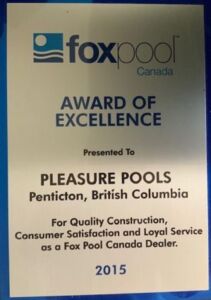 foxpool
Canada
AWARD OF
EXCELLENCE
Presented To
PLEASURE POOLS
Penticton, British Columbia
For Quality Construction,
Consumer Satisfaction and Loyal Service
as a Fox Pool Canada Dealer.
2015